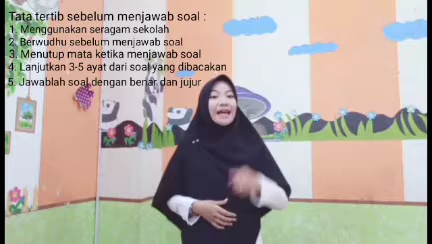 Tata tertib sebelum menjawab soal :
1. Menggunakan seragam sekolah
2. Berwudhu sebelum menjawab soal
3. Menutup mata ketika menjawab soal
4. Lanjutkan 3-5 ayat dari soal yang dibacakan
5. Jawablah soal dengan benar dan jujur